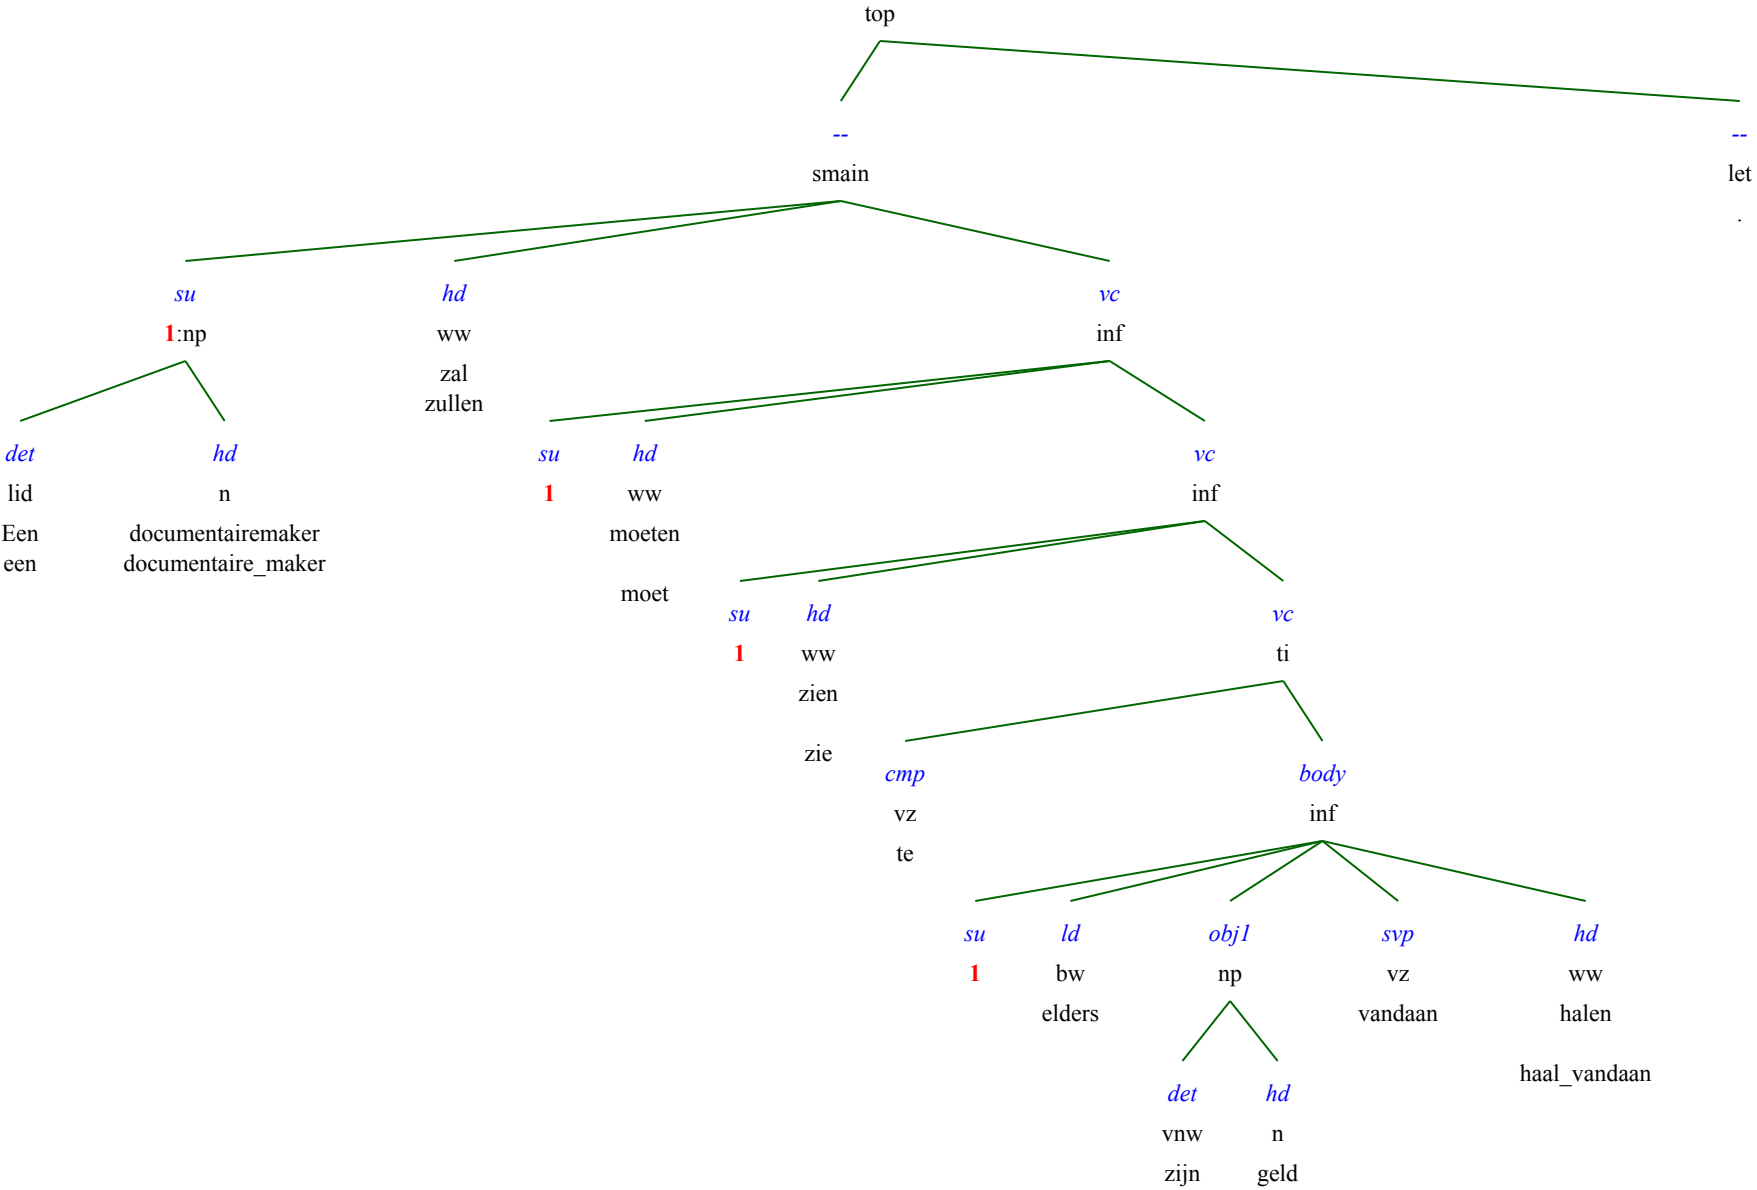 top
-- --
smain let
.
su hd vc
1:np ww inf
zal
zullen
det hd su hd vc
lid n 1 ww inf
Een documentairemaker moeten
een documentaire_maker
moet
su hd vc
1 ww ti
zien
zie
cmp body
vz inf
te
su ld obj1 svp hd
1 bw np vz ww
elders vandaan halen
haal_vandaan
det hd
vnw n
zijn geld